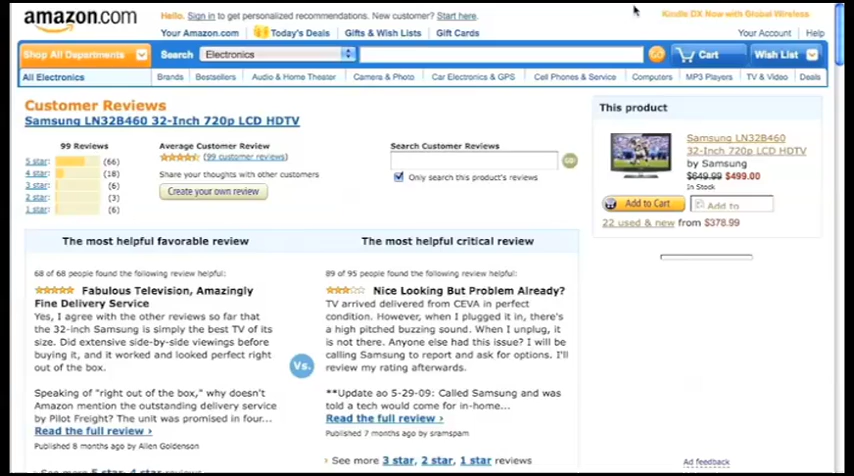 amazon.com
Hello. Sign in to get personalized recommendations. New customer? Start here.
Kindle DX Now with Global Wireless
Your Amazon.com
Today's Deals
Gifts & Wish Lists
Gift Cards
Your Account
Help
Shop All Departments
Search
Electronics
GO
Cart
Wish List
All Electronics
Brands
Bestsellers
Audio & Home Theater
Camera & Photo
Car Electronics & GPS
Cell Phones & Service
Computers
MP3 Players
TV & Video
Deals
Customer Reviews
Samsung LN32B460 32-Inch 720p LCD HDTV
99 Reviews
5 star: (66)
4 star: (18)
3 star: (6)
2 star: (3)
1 star: (6)
Average Customer Review
(99 customer reviews)
Share your thoughts with other customers
Create your own review
Search Customer Reviews
GO
Only search this product's reviews
This product
Samsung LN32B460
32-Inch 720p LCD HDTV
by Samsung
$649.99 $499.00
In Stock
Add to Cart
Add to
22 used & new from $378.99
The most helpful favorable review
68 of 68 people found the following review helpful:
Fabulous Television, Amazingly
Fine Delivery Service
Yes, I agree with the other reviews so far that
the 32-inch Samsung is simply the best TV of its
size. Did extensive side-by-side viewings before
buying it, and it worked and looked perfect right
out of the box.
Speaking of "right out of the box," why doesn't
Amazon mention the outstanding delivery service
by Pilot Freight? The unit was promised in four...
Read the full review ›
Published 8 months ago by Allen Goldenson
› See more 5 star, 4 star reviews
Vs.
The most helpful critical review
89 of 95 people found the following review helpful:
Nice Looking But Problem Already?
TV arrived delivered from CEVA in perfect
condition. However, when I plugged it in, there's
a high pitched buzzing sound. When I unplug, it
is not there. Anyone else had this issue? I will be
calling Samsung to report and ask for options. I'll
review my rating afterwards.
**Update ao 5-29-09: Called Samsung and was
told a tech would come for in-home...
Read the full review ›
Published 7 months ago by sramspam
› See more 3 star, 2 star, 1 star reviews
Ad feedback